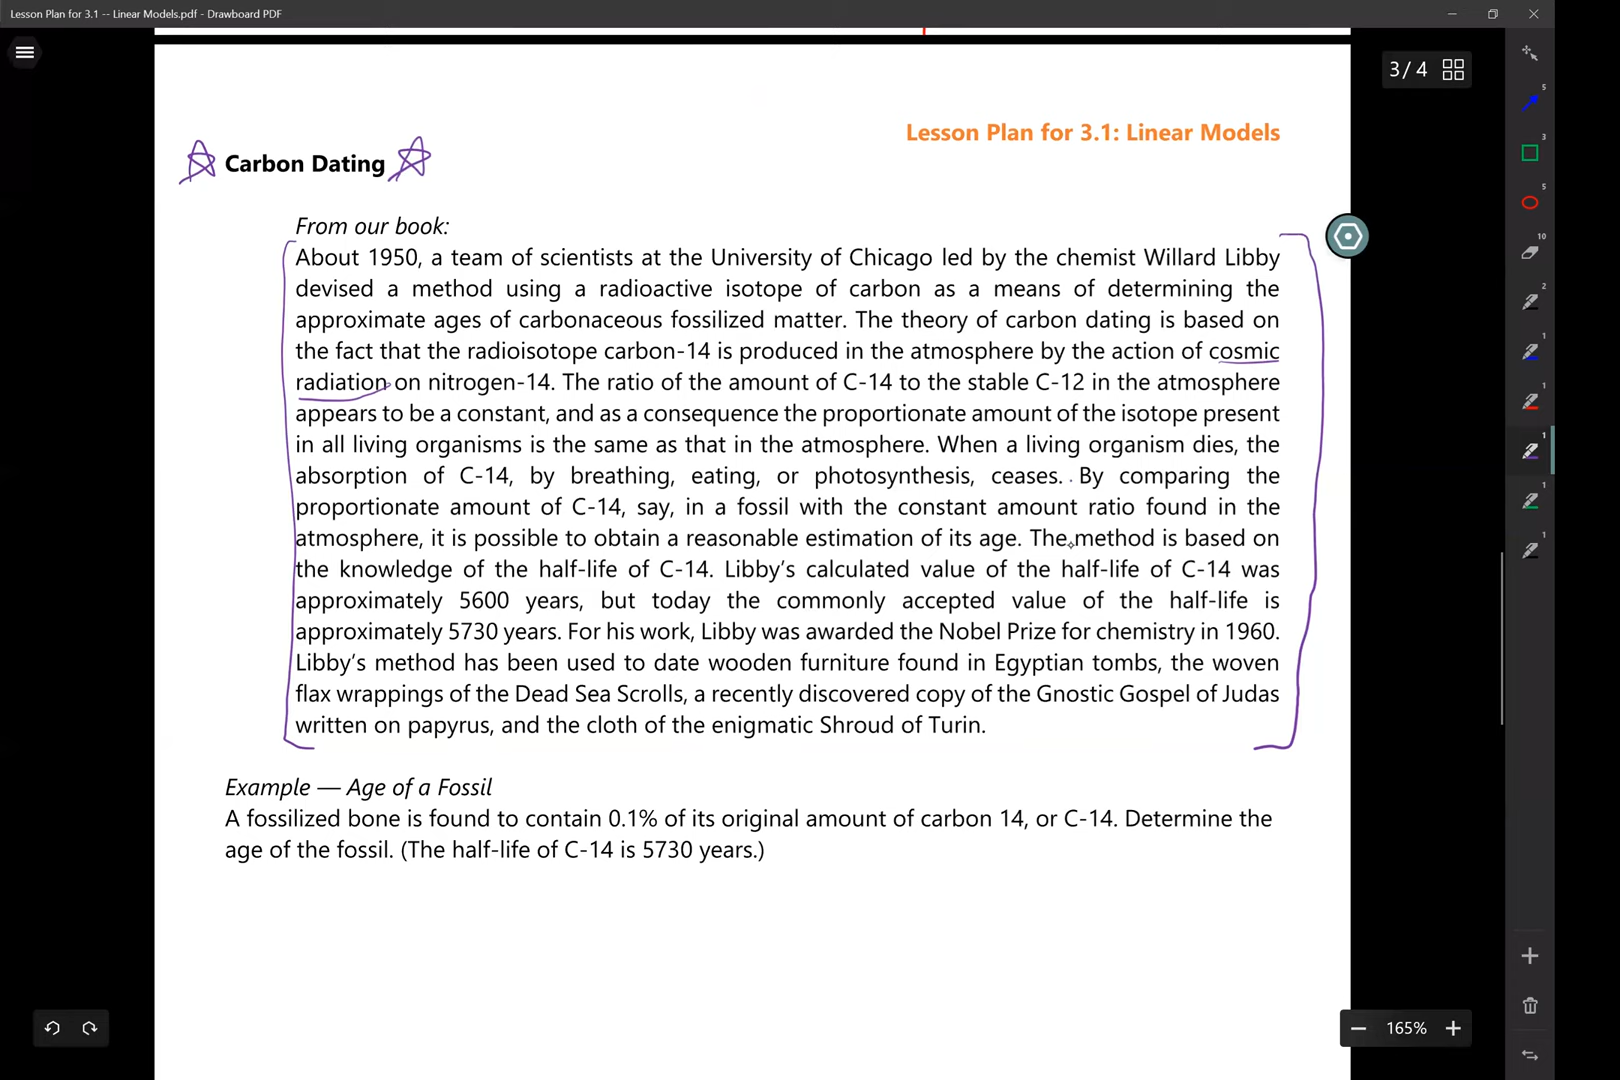 Lesson Plan for 3.1 -- Linear Models.pdf - Drawboard PDF
3 / 4
Lesson Plan for 3.1: Linear Models
Carbon Dating
From our book:
About 1950, a team of scientists at the University of Chicago led by the chemist Willard Libby
devised a method using a radioactive isotope of carbon as a means of determining the
approximate ages of carbonaceous fossilized matter. The theory of carbon dating is based on
the fact that the radioisotope carbon-14 is produced in the atmosphere by the action of cosmic
radiation on nitrogen-14. The ratio of the amount of C-14 to the stable C-12 in the atmosphere
appears to be a constant, and as a consequence the proportionate amount of the isotope present
in all living organisms is the same as that in the atmosphere. When a living organism dies, the
absorption of C-14, by breathing, eating, or photosynthesis, ceases. By comparing the
proportionate amount of C-14, say, in a fossil with the constant amount ratio found in the
atmosphere, it is possible to obtain a reasonable estimation of its age. The method is based on
the knowledge of the half-life of C-14. Libby's calculated value of the half-life of C-14 was
approximately 5600 years, but today the commonly accepted value of the half-life is
approximately 5730 years. For his work, Libby was awarded the Nobel Prize for chemistry in 1960.
Libby's method has been used to date wooden furniture found in Egyptian tombs, the woven
flax wrappings of the Dead Sea Scrolls, a recently discovered copy of the Gnostic Gospel of Judas
written on papyrus, and the cloth of the enigmatic Shroud of Turin.
Example — Age of a Fossil
A fossilized bone is found to contain 0.1% of its original amount of carbon 14, or C-14. Determine the
age of the fossil. (The half-life of C-14 is 5730 years.)
5
3
5
10
2
1
1
1
1
1
165%